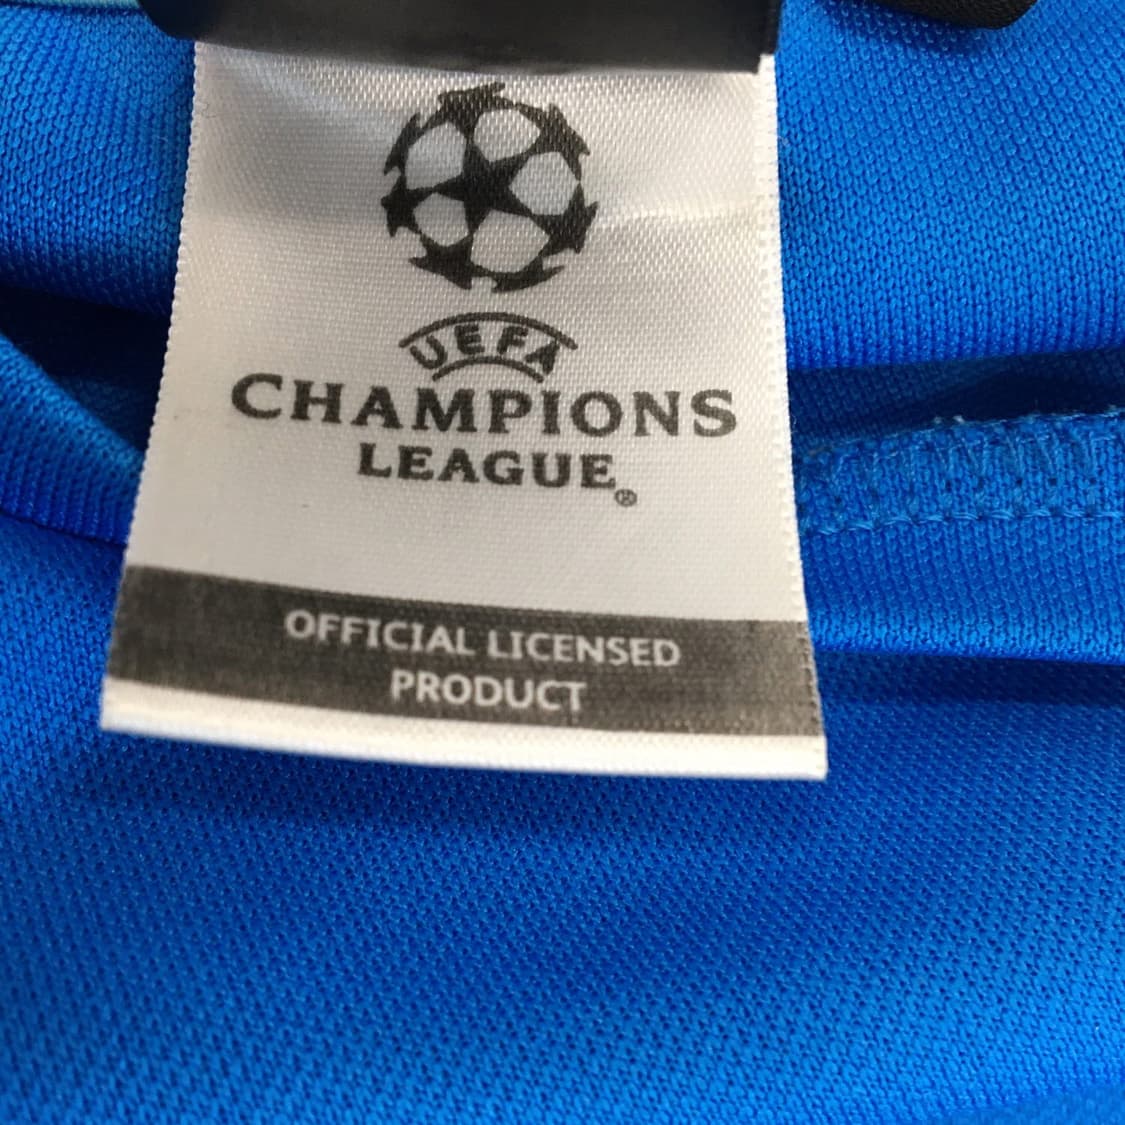 UEFA
CHAMPIONS
LEAGUE®
OFFICIAL LICENSED
PRODUCT